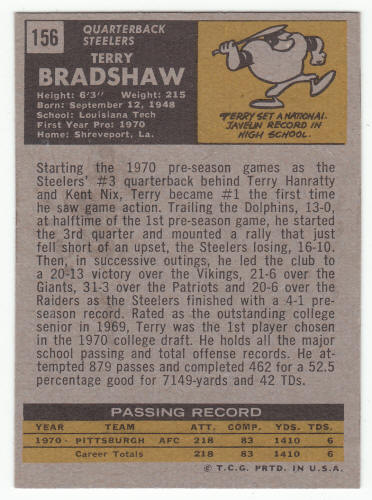 156
QUARTERBACK
STEELERS
TERRY
BRADSHAW
Height: 6'3" Weight: 215
Born: September 12, 1948
School: Louisiana Tech
First Year Pro: 1970
Home: Shreveport, La.
TERRY SET A NATIONAL
JAVELIN RECORD IN
HIGH SCHOOL.
Starting the 1970 pre-season games as the
Steelers' #3 quarterback behind Terry Hanratty
and Kent Nix, Terry became #1 the first time
he saw game action. Trailing the Dolphins, 13-0,
at halftime of the 1st pre-season game, he started
the 3rd quarter and mounted a rally that just
fell short of an upset, the Steelers losing, 16-10.
Then, in successive outings, he led the club to
a 20-13 victory over the Vikings, 21-6 over the
Giants, 31-3 over the Patriots and 20-6 over the
Raiders as the Steelers finished with a 4-1 pre-
season record. Rated as the outstanding college
senior in 1969, Terry was the 1st player chosen
in the 1970 college draft. He holds all the major
school passing and total offense records. He at-
tempted 879 passes and completed 462 for a 52.5
percentage good for 7149-yards and 42 TDs.
PASSING RECORD
YEAR TEAM ATT. COMP. YDS. TDS.
1970 - PITTSBURGH AFC 218 83 1410 6
Career Totals 218 83 1410 6
© T.C.G. PRTD. IN U.S.A.